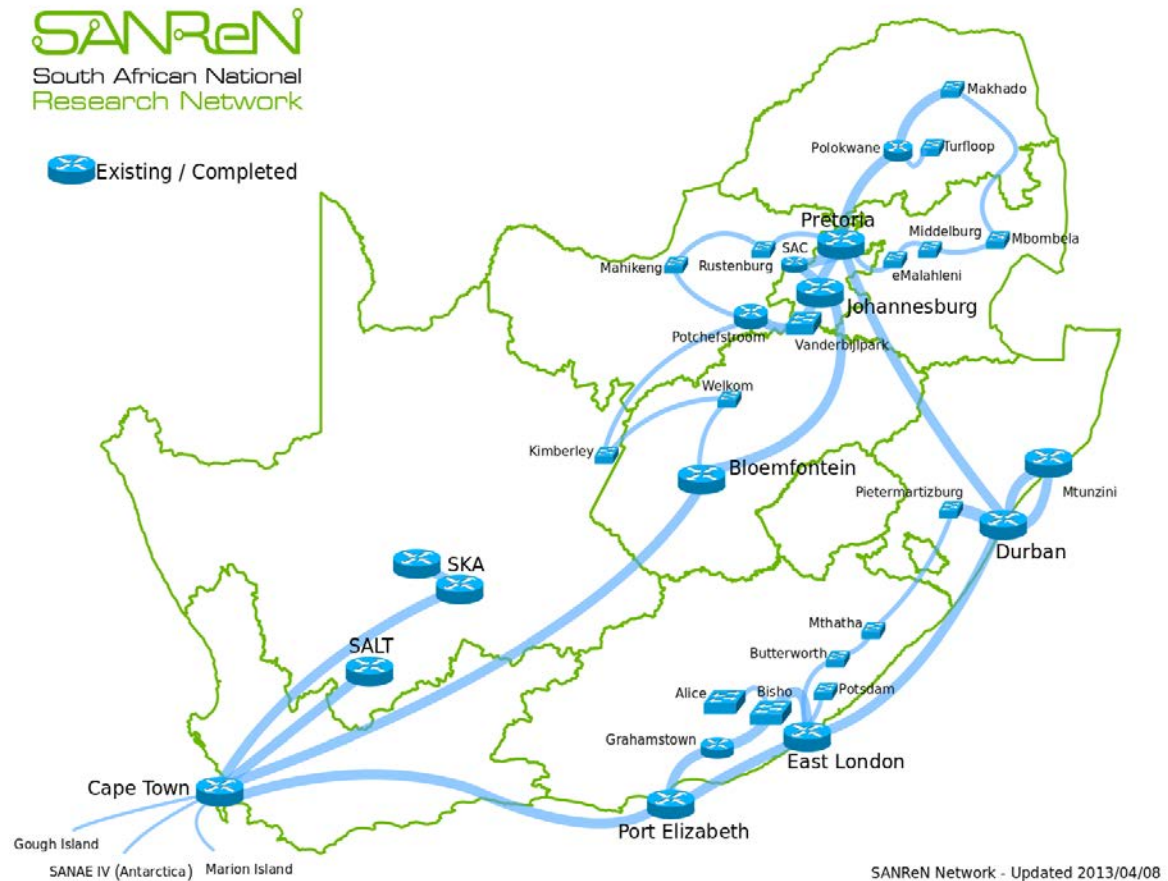 SANReN
South African National
Research Network
Existing / Completed
Makhado
Polokwane
Turfloop
Pretoria
Middelburg
Mbombela
SAC
Mahikeng
Rustenburg
eMalahleni
Johannesburg
Potchefstroom
Vanderbijlpark
Welkom
Kimberley
Bloemfontein
Pietermartizburg
Mtunzini
Durban
SKA
Mthatha
SALT
Butterworth
Alice
Bisho
Potsdam
Grahamstown
East London
Cape Town
Port Elizabeth
Gough Island
SANAE IV (Antarctica)
Marion Island
SANReN Network - Updated 2013/04/08